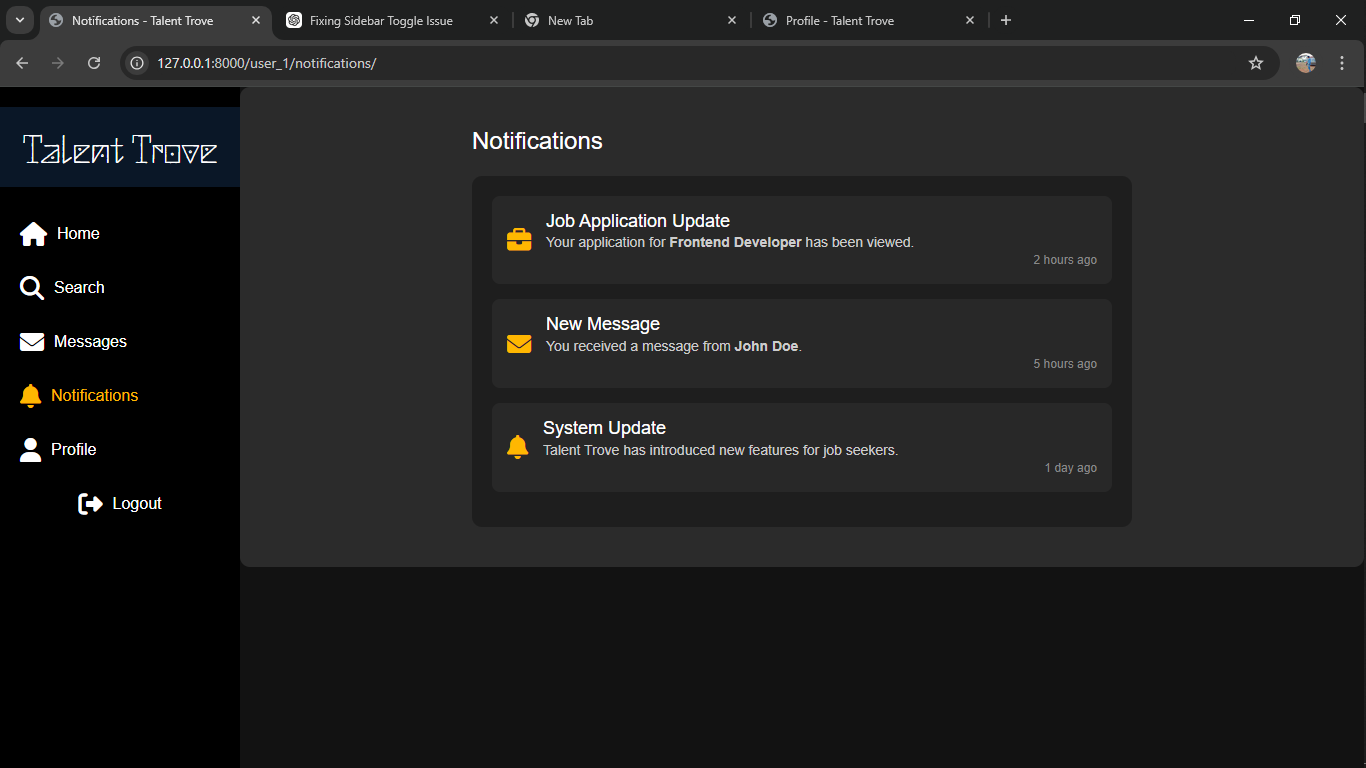 Notifications - Talent Trove
Fixing Sidebar Toggle Issue
New Tab
Profile - Talent Trove
127.0.0.1:8000/user_1/notifications/
Talent Trove
Home
Search
Messages
Notifications
Profile
Logout
Notifications
Job Application Update
Your application for Frontend Developer has been viewed.
2 hours ago
New Message
You received a message from John Doe.
5 hours ago
System Update
Talent Trove has introduced new features for job seekers.
1 day ago